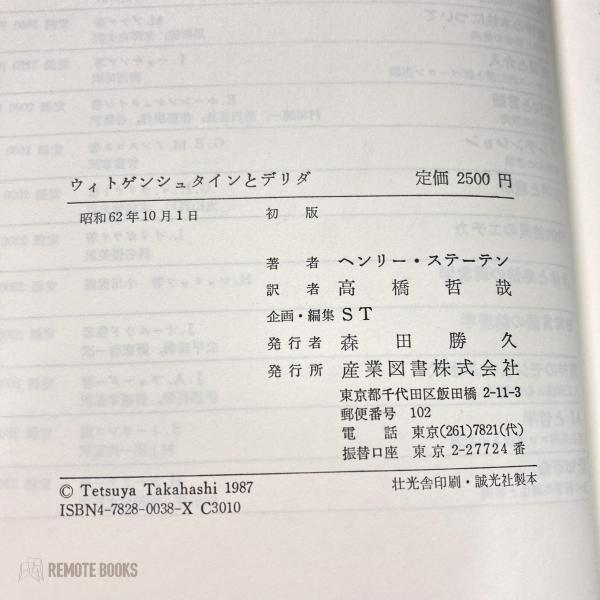 ウィトゲンシュタインとデリダ 定価 2500 円
昭和62年10月1日 初版
著者 ヘンリー・ステーテン
訳者 高橋哲哉
企画・編集 ST
発行者 森田勝久
発行所 産業図書株式会社
東京都千代田区飯田橋 2-11-3
郵便番号 102
電話 東京(261)7821(代)
振替口座 東京 2-27724 番
© Tetsuya Takahashi 1987 壮光舎印刷・誠光社製本
ISBN4-7828-0038-X C3010
REMOTE BOOKS